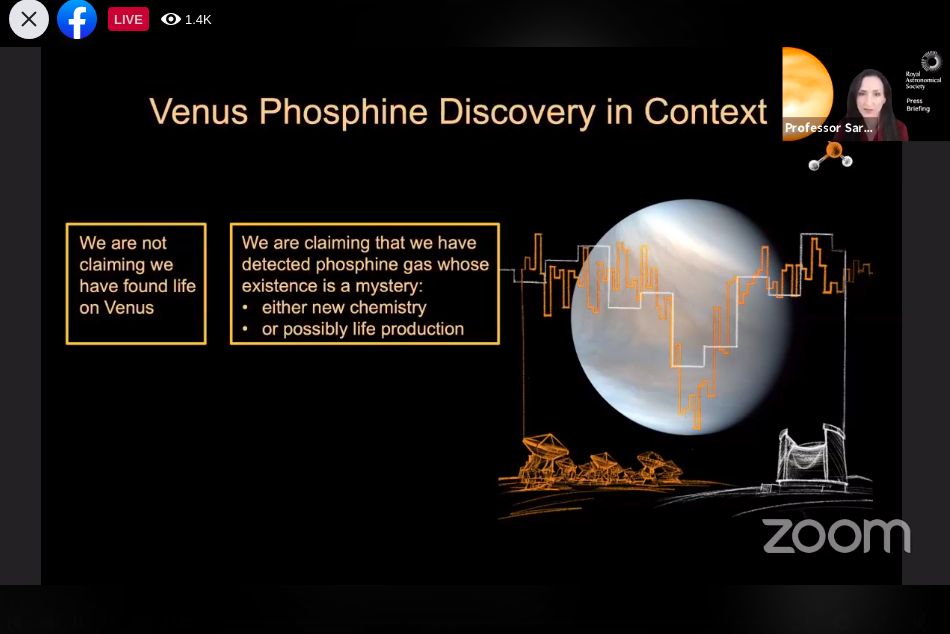 LIVE
1.4K
Venus Phosphine Discovery in Context
Royal
Astronomical
Society
Press
Briefing
Professor Sar...
We are not
claiming we
have found life
on Venus
We are claiming that we have
detected phosphine gas whose
existence is a mystery:
• either new chemistry
• or possibly life production
zoom